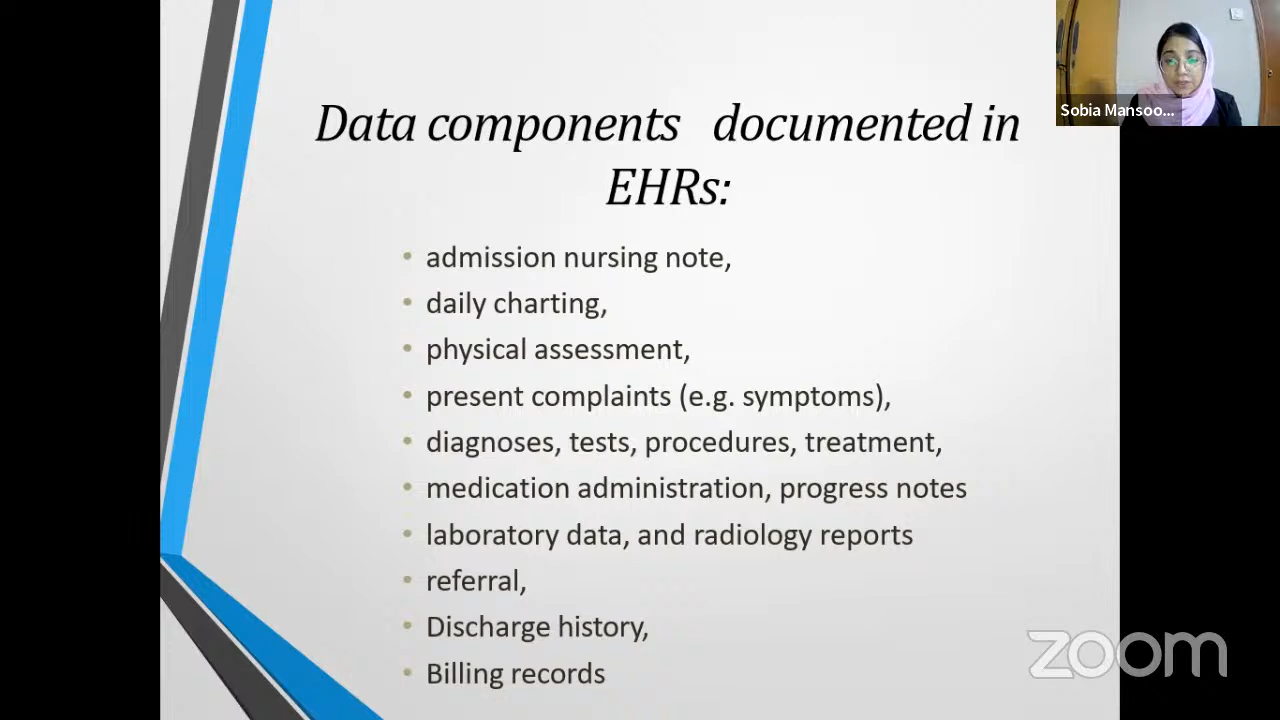 Data components documented in
EHRs:
• admission nursing note,
• daily charting,
• physical assessment,
• present complaints (e.g. symptoms),
• diagnoses, tests, procedures, treatment,
• medication administration, progress notes
• laboratory data, and radiology reports
• referral,
• Discharge history,
• Billing records
Sobia Mansoo...
zoom